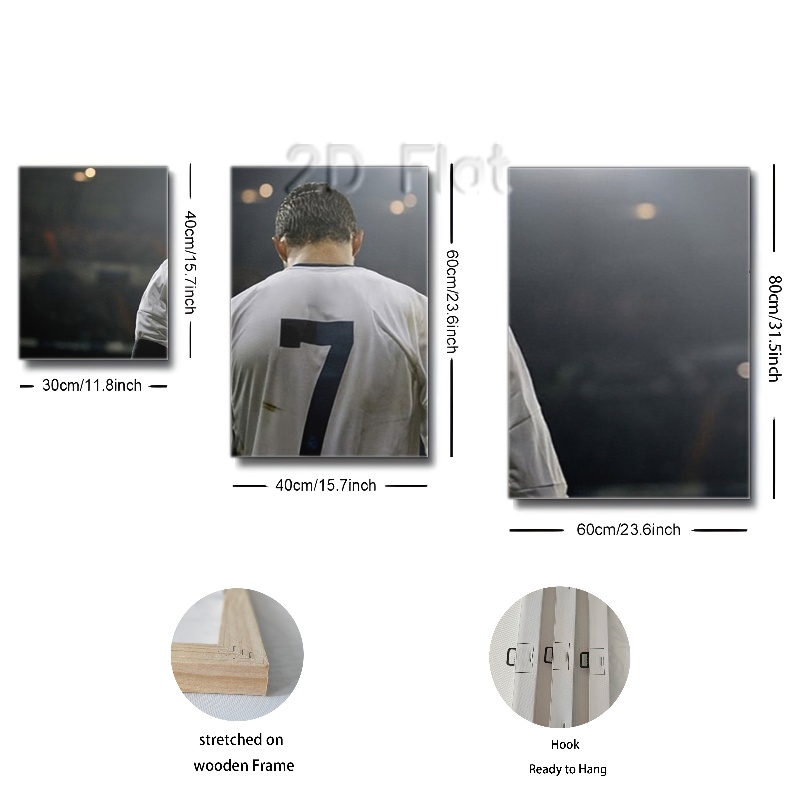 2D Flat
40cm/15.7inch
60cm/23.6inch
80cm/31.5inch
7
30cm/11.8inch
40cm/15.7inch
60cm/23.6inch
stretched on
wooden Frame
Hook
Ready to Hang